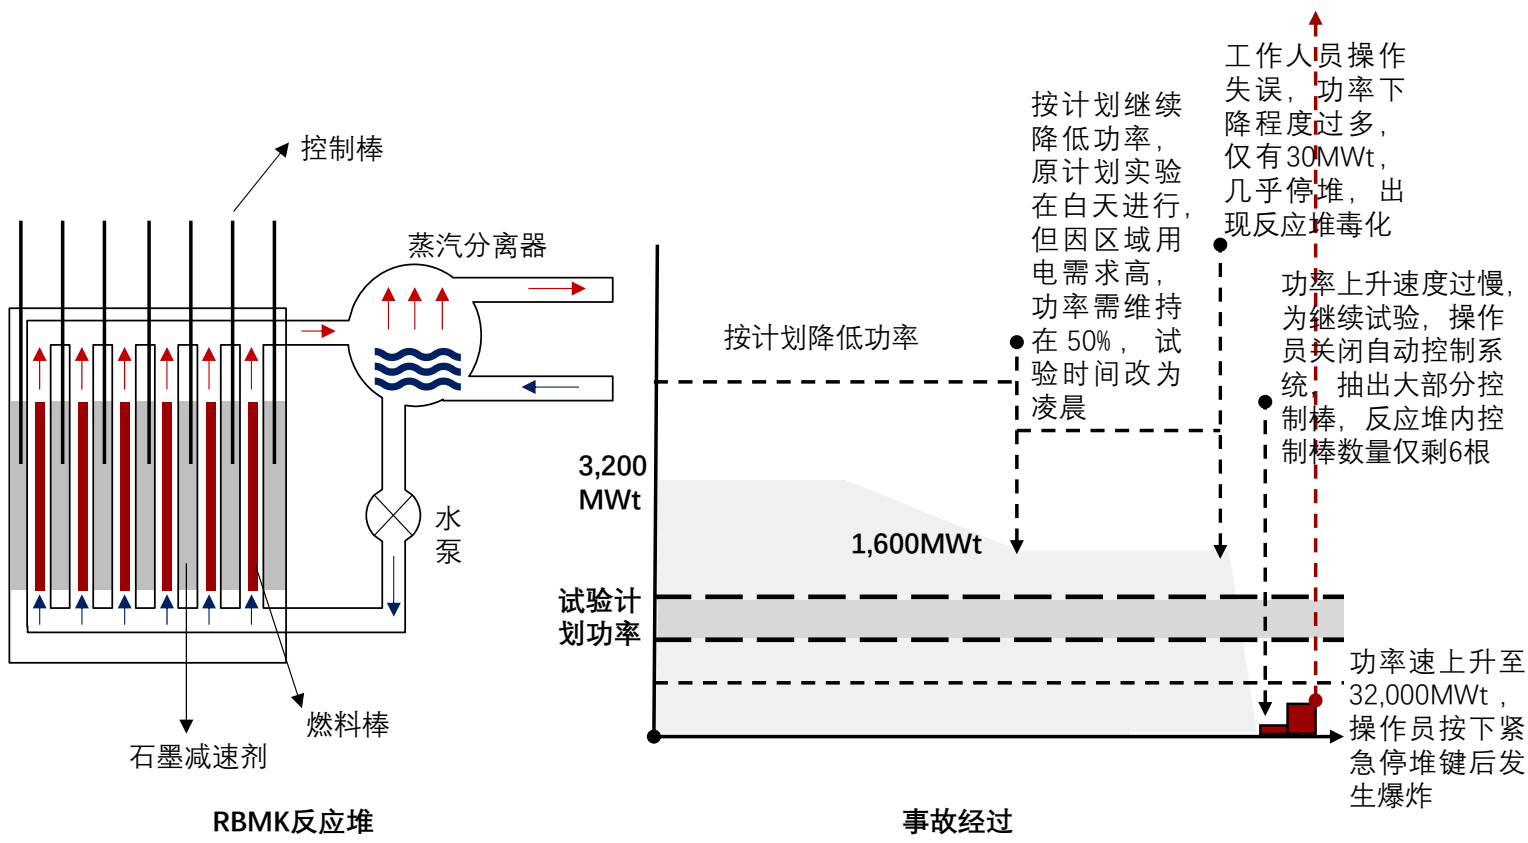 控制棒
蒸汽分离器
水
泵
燃料棒
石墨减速剂
RBMK反应堆
工作人员操作
失误，功率下
降程度过多，
仅有30MWt，
几乎停堆，出
现反应堆毒化
按计划继续
降低功率，
原计划实验
在白天进行，
但因区域用
电需求高，
功率需维持
在50%，试
验时间改为
凌晨
功率上升速度过慢，
为继续试验，操作
员关闭自动控制系
统，抽出大部分控
制棒，反应堆内控
制棒数量仅剩6根
按计划降低功率
3,200
MWt
1,600MWt
试验计
划功率
功率速上升至
32,000MWt，
操作员按下紧
急停堆键后发
生爆炸
事故经过